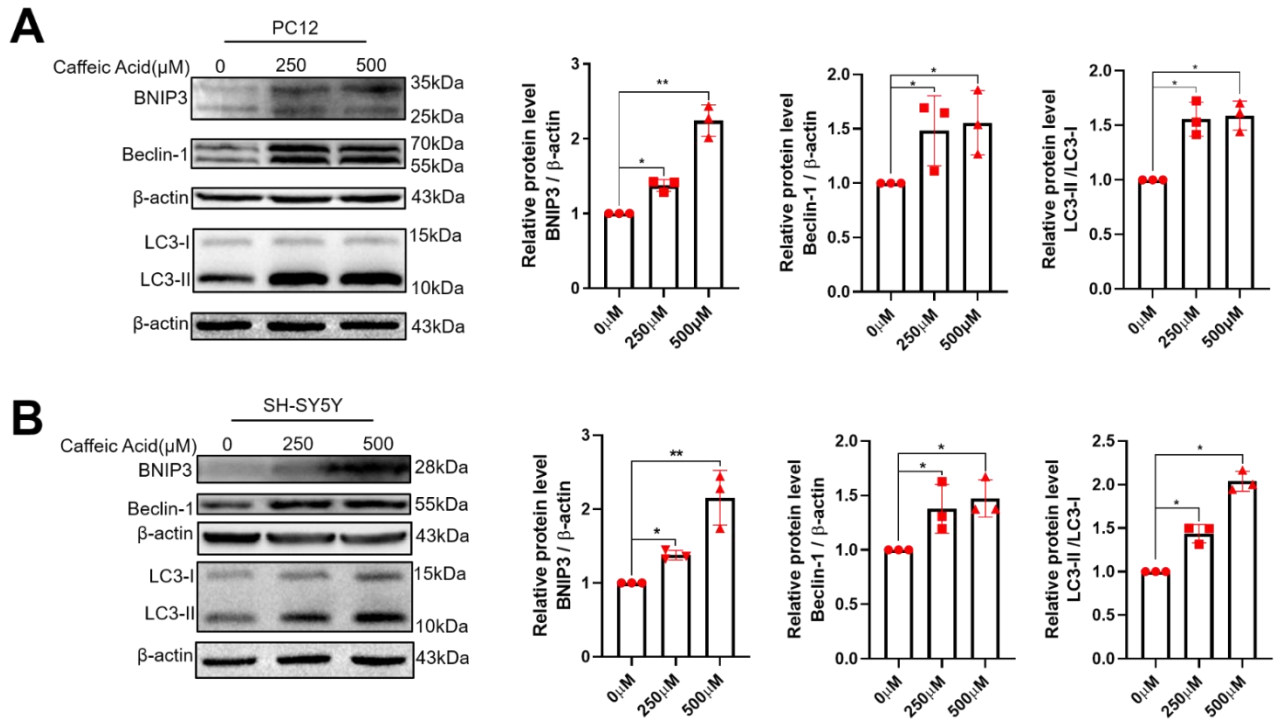 A
PC12
Caffeic Acid(μM) 0 250 500
BNIP3
35kDa
25kDa
Beclin-1
70kDa
55kDa
β-actin 43kDa
LC3-I
15kDa
LC3-II
10kDa
β-actin 43kDa
Relative protein level
BNIP3 / β-actin
3
2
1
0
*
**
0μM 250μM 500μM
Relative protein level
Beclin-1 / β-actin
2.0
1.5
1.0
0.5
0.0
*
*
0μM 250μM 500μM
Relative protein level
LC3-II /LC3-I
2.0
1.5
1.0
0.5
0.0
*
*
0μM 250μM 500μM
B
SH-SY5Y
Caffeic Acid(μM) 0 250 500
BNIP3 28kDa
Beclin-1 55kDa
β-actin 43kDa
LC3-I 15kDa
LC3-II
10kDa
β-actin 43kDa
Relative protein level
BNIP3 / β-actin
3
2
1
0
**
*
0μM 250μM 500μM
Relative protein level
Beclin-1 / β-actin
2.0
1.5
1.0
0.5
0.0
*
*
0μM 250μM 500μM
Relative protein level
LC3-II /LC3-I
2.5
2.0
1.5
1.0
0.5
0.0
*
*
0μM 250μM 500μM